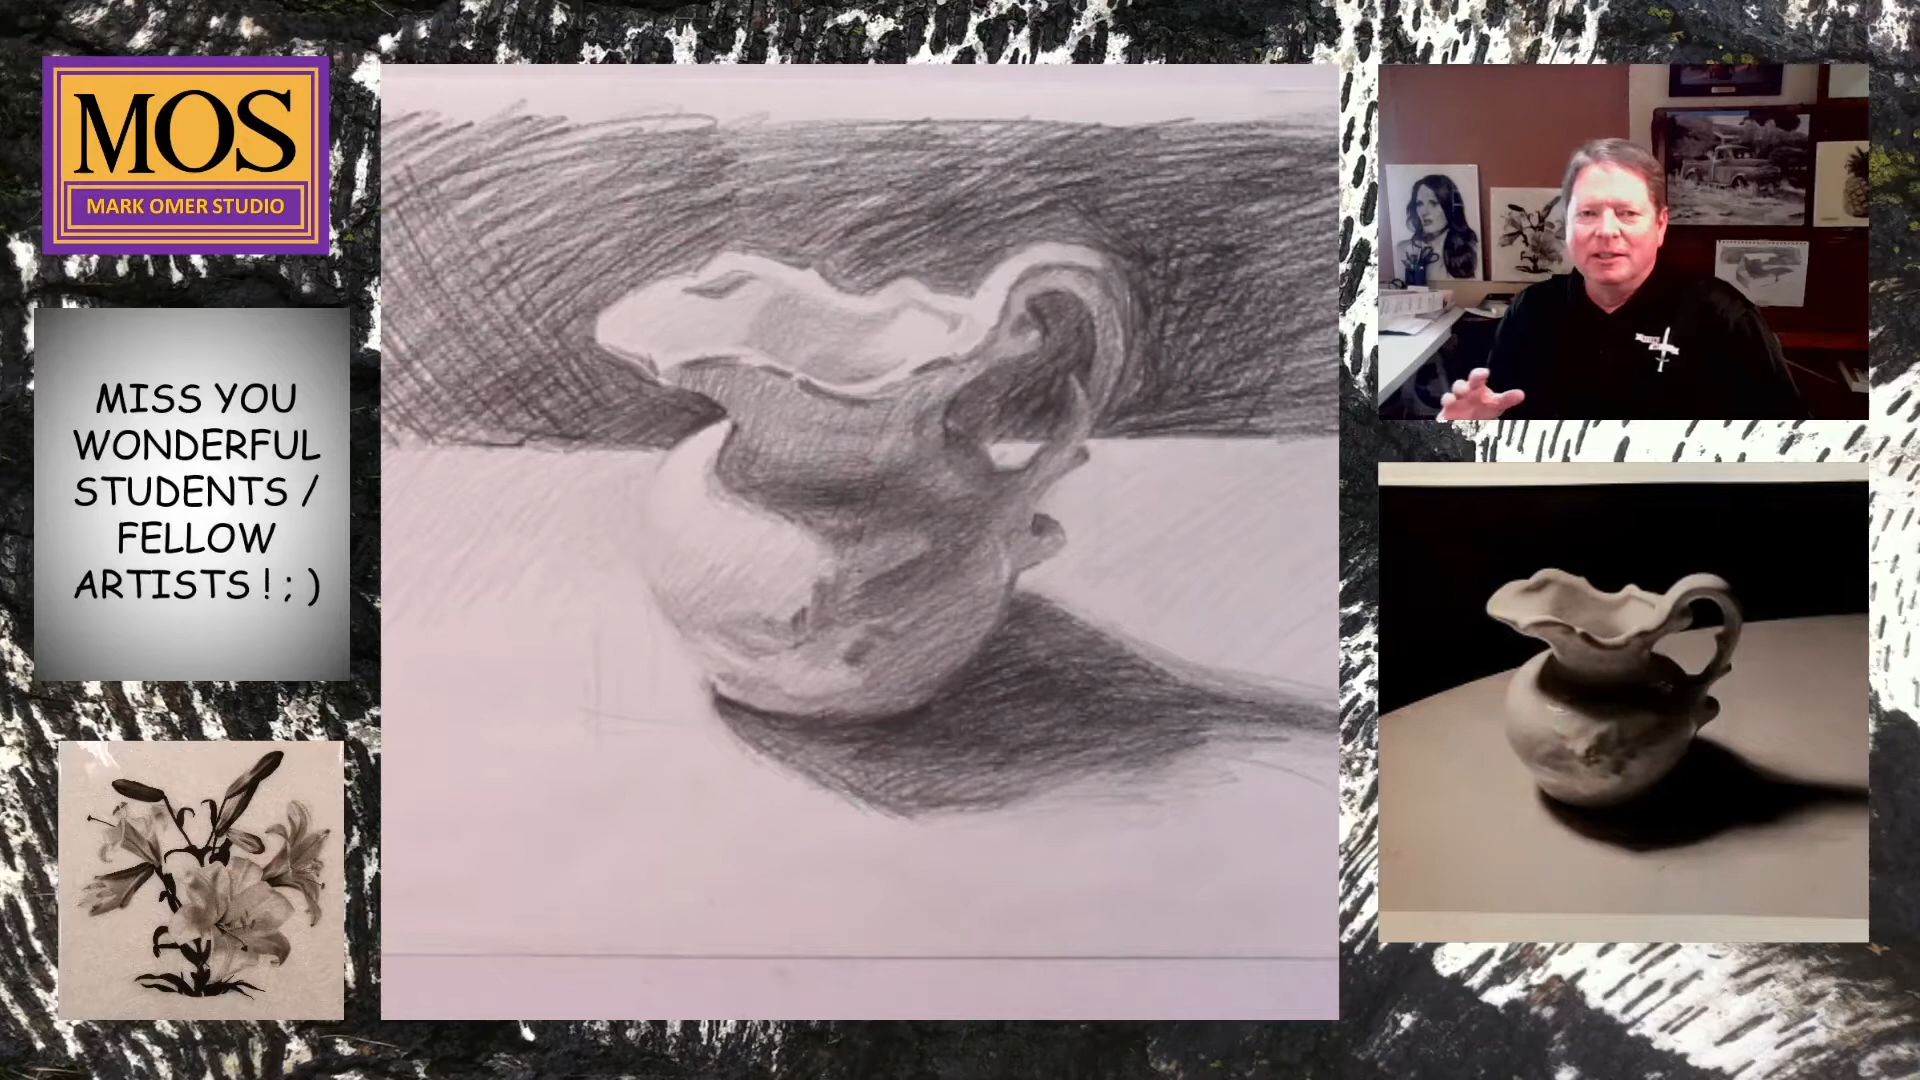 MOS
MARK OMER STUDIO
MISS YOU
WONDERFUL
STUDENTS /
FELLOW
ARTISTS ! ; )